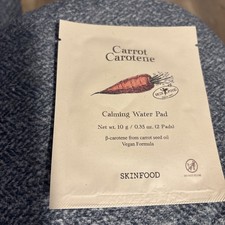 Carrot
Carotene
Calming Water Pad
Net wt. 10 g / 0.35 oz. (2 Pads)
β-carotene from carrot seed oil
Vegan Formula
SKINFOOD